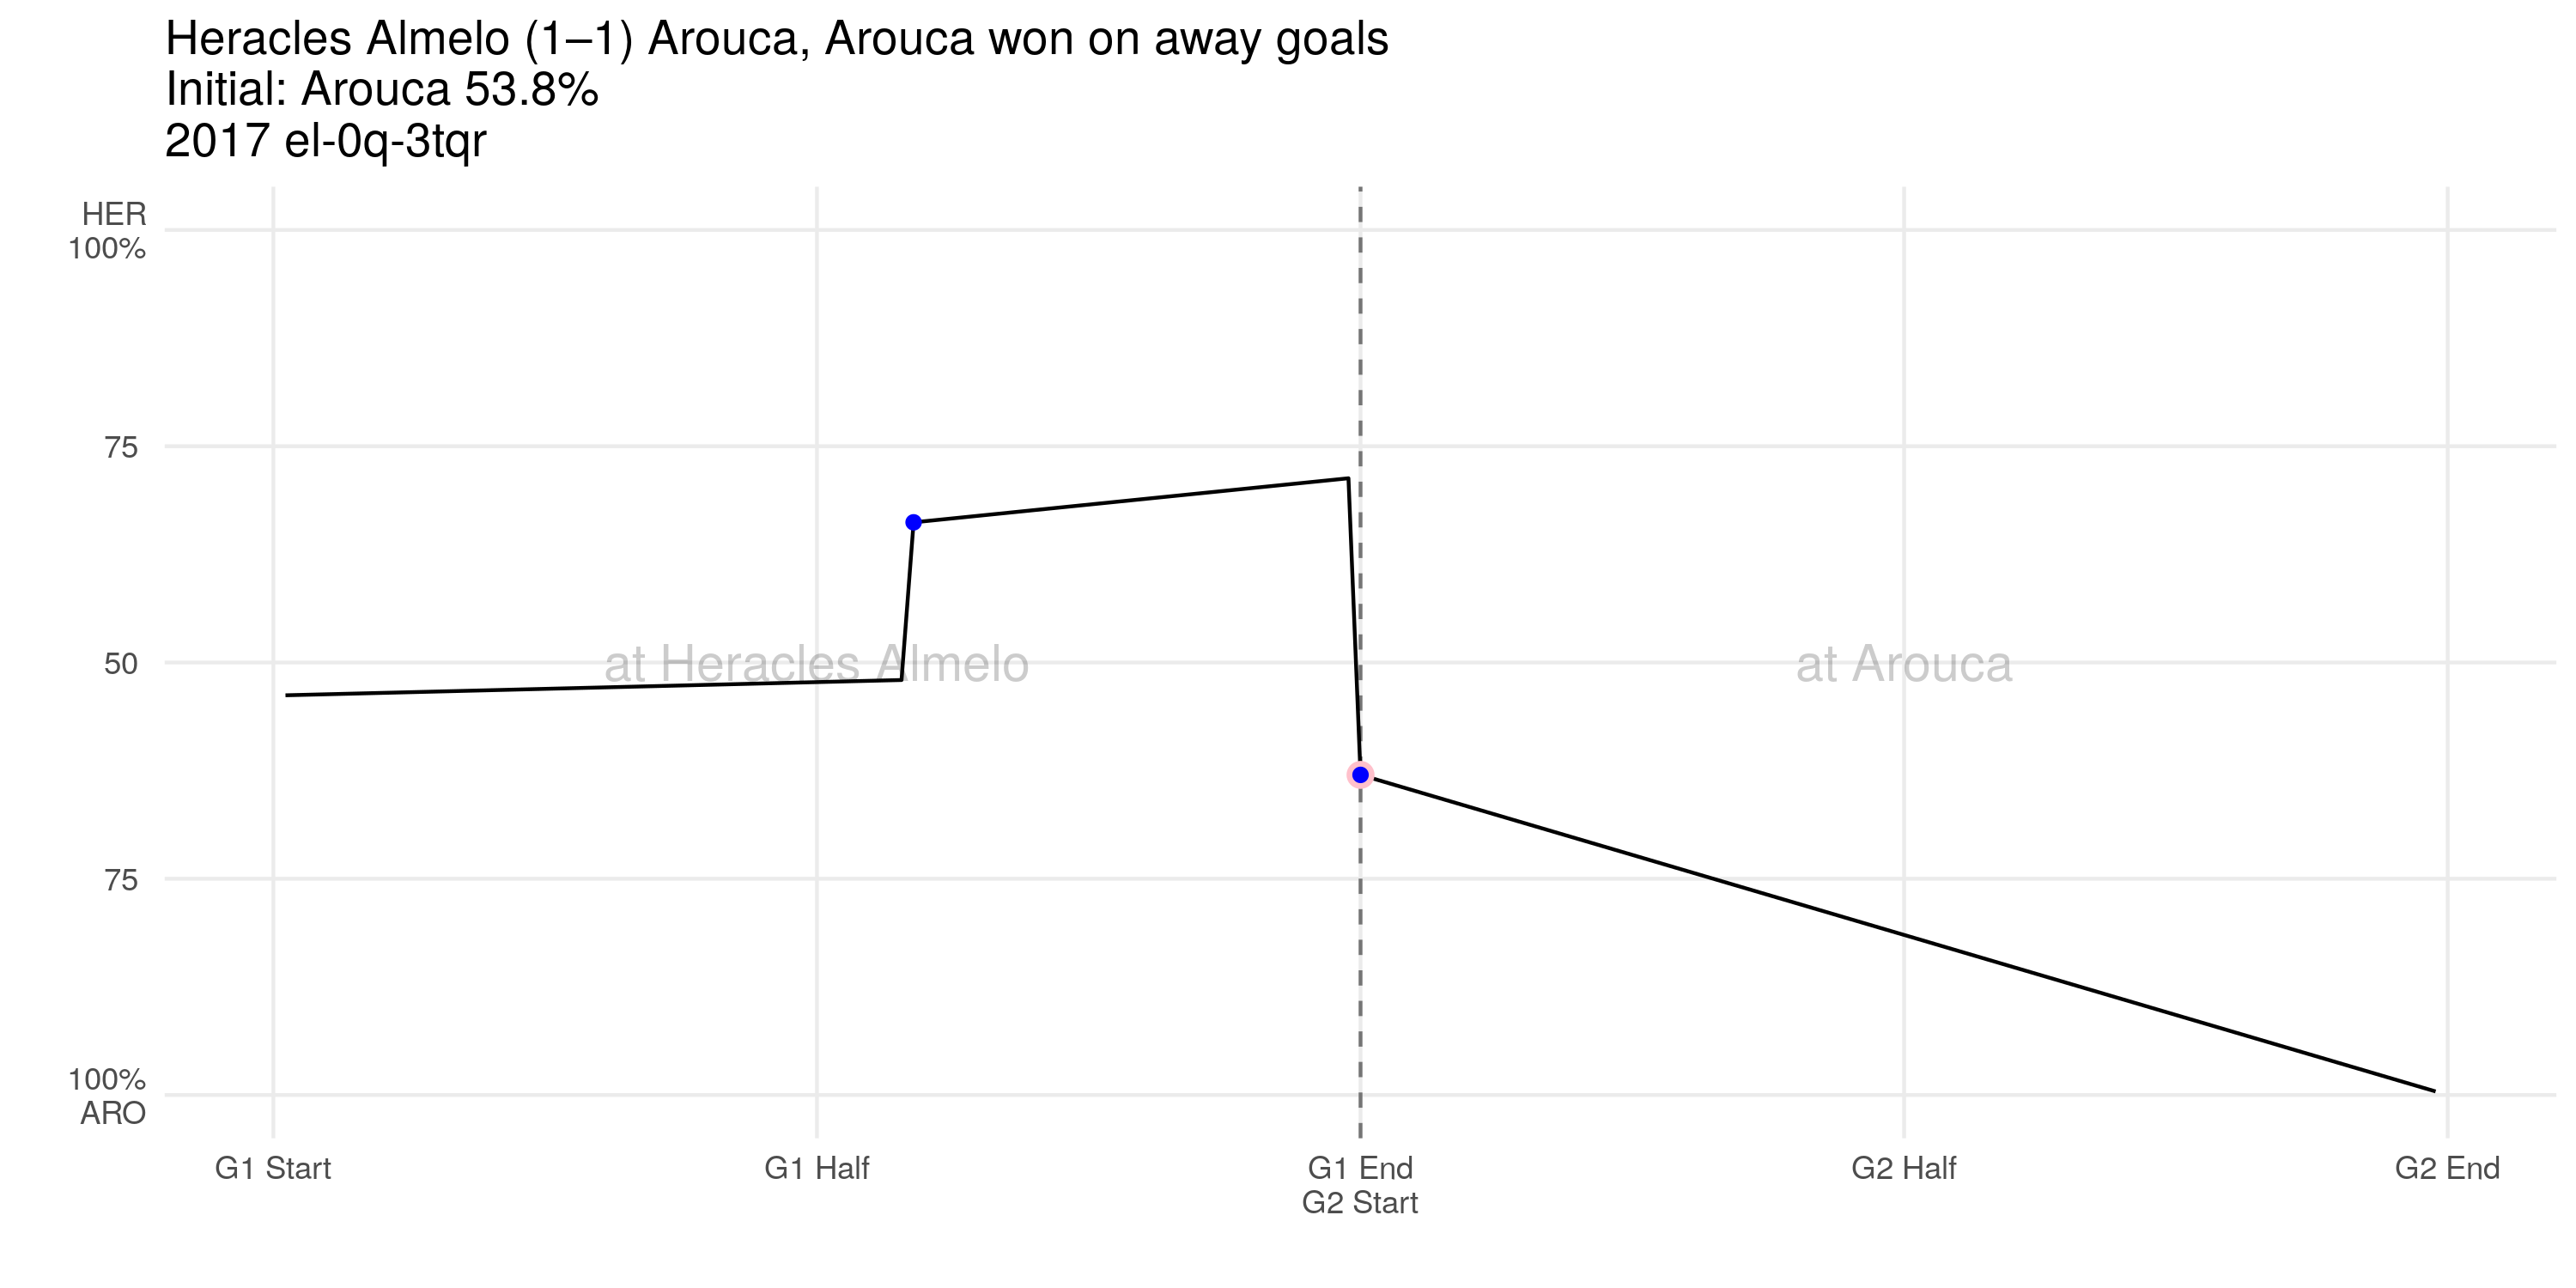 Heracles Almelo (1–1) Arouca, Arouca won on away goals
Initial: Arouca 53.8%
2017 el-0q-3tqr
HER
100%
75
50
75
100%
ARO
at Heracles Almelo
at Arouca
G1 Start
G1 Half
G1 End
G2 Start
G2 Half
G2 End